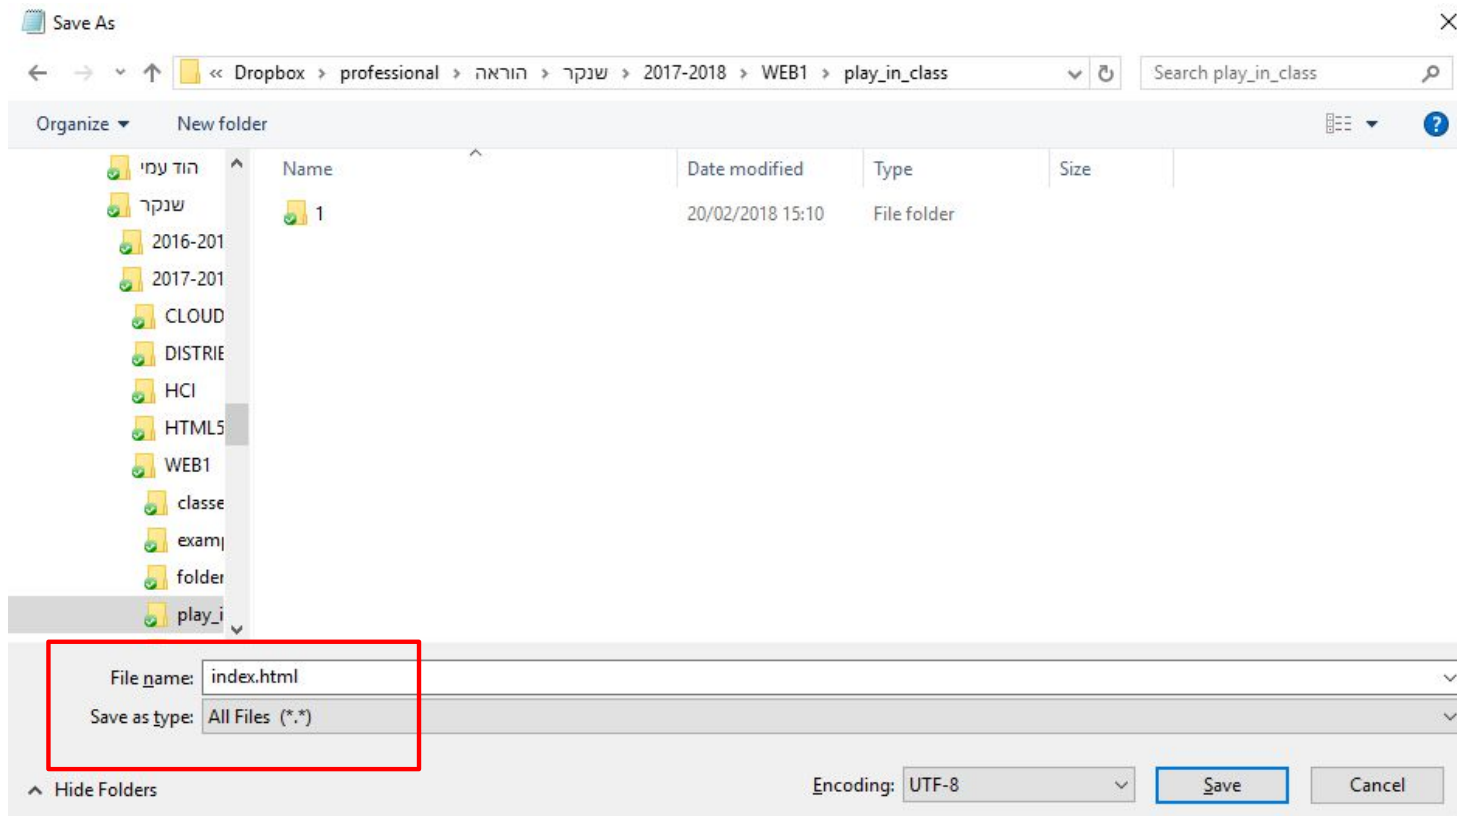 Save As
« Dropbox › professional › הוראה › שנקר › 2017-2018 › WEB1 › play_in_class
Search play_in_class
Organize
New folder
הוד עמי
שנקר
2016-201
2017-201
CLOUD
DISTRIE
HCI
HTML5
WEB1
classe
examp
folder
play_i
Name Date modified Type Size
1 20/02/2018 15:10 File folder
File name: index.html
Save as type: All Files (*.*)
Hide Folders
Encoding: UTF-8
Save
Cancel